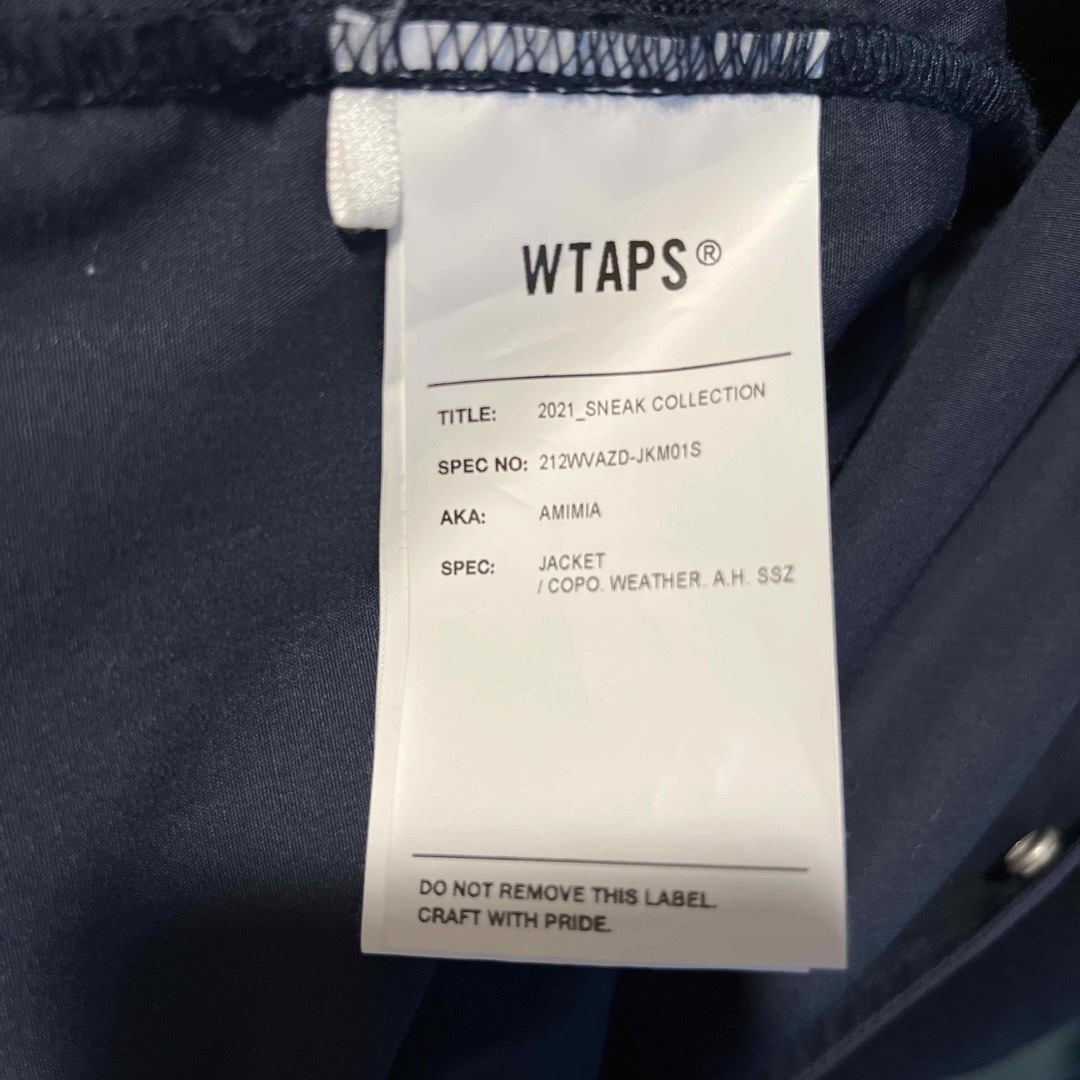 WTAPS®
TITLE: 2021_SNEAK COLLECTION
SPEC NO: 212WVAZD-JKM01S
AKA: AMIMIA
SPEC: JACKET
/ COPO. WEATHER. A.H. SSZ
DO NOT REMOVE THIS LABEL.
CRAFT WITH PRIDE.